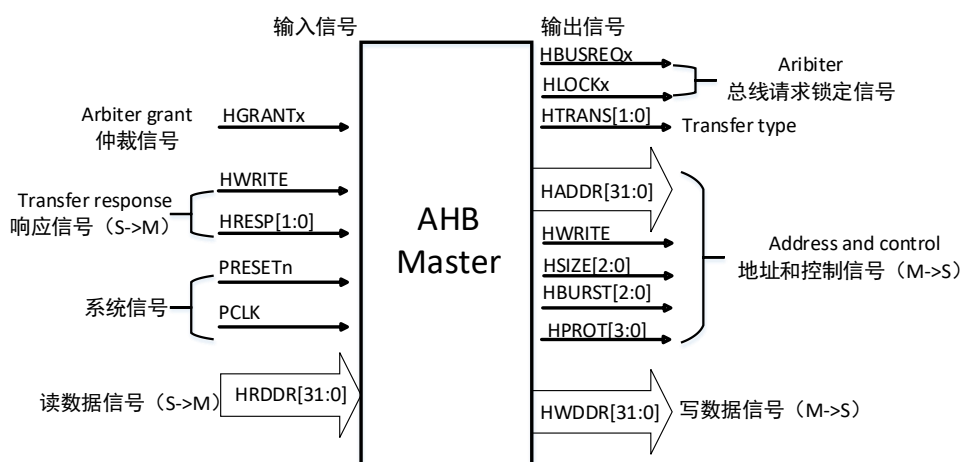 输入信号
输出信号
HBUSREQx
Aribiter
HLOCKx
总线请求锁定信号
Arbiter grant
仲裁信号
HGRANTx
HTRANS[1:0]
Transfer type
HADDR[31:0]
Transfer response
响应信号（S->M）
HWRITE
HRESP[1:0]
AHB
Master
HWRITE
HSIZE[2:0]
HBURST[2:0]
HPROT[3:0]
Address and control
地址和控制信号（M->S）
系统信号
PRESETn
PCLK
读数据信号（S->M）
HRDDR[31:0]
HWDDR[31:0]
写数据信号（M->S）